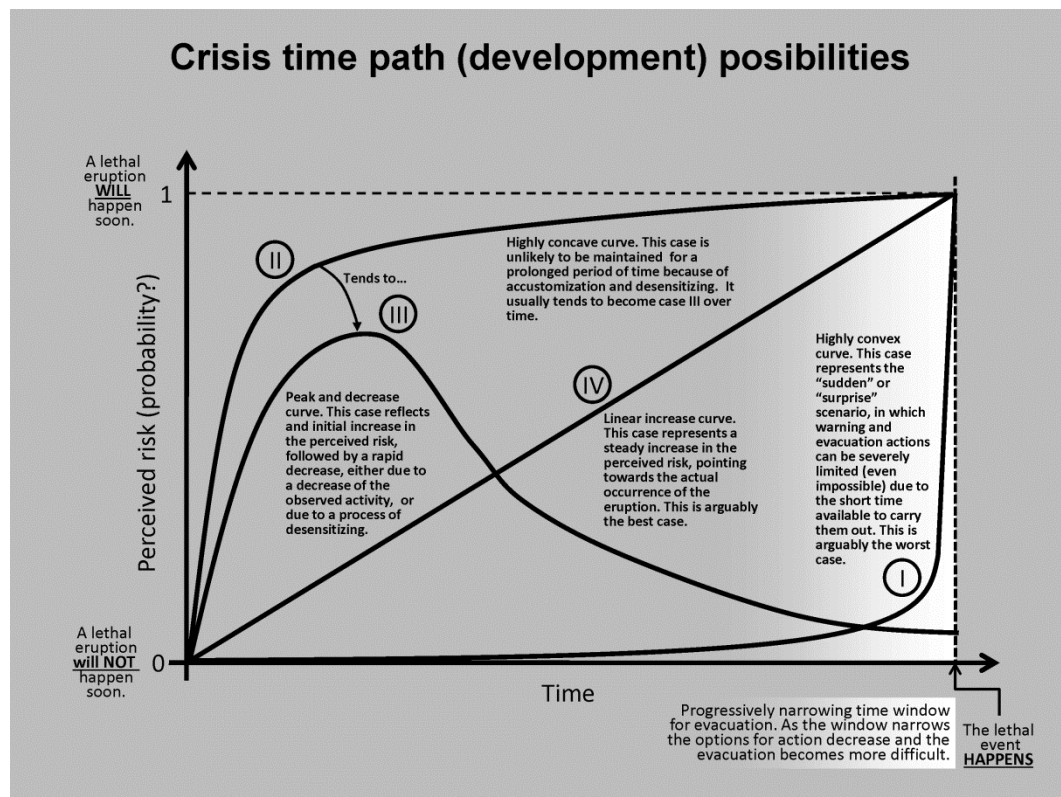 Crisis time path (development) posibilities
A lethal
eruption
WILL
happen
soon.
1
Perceived risk (probability?)
A lethal
eruption
will NOT
happen
soon.
0
II
Tends to...
III
Highly concave curve. This case is
unlikely to be maintained for a
prolonged period of time because of
accustomization and desensitizing. It
usually tends to become case III over
time.
Peak and decrease
curve. This case reflects
and initial increase in
the perceived risk,
followed by a rapid
decrease, either due to
a decrease of the
observed activity, or
due to a process of
desensitizing.
IV
Linear increase curve.
This case represents a
steady increase in the
perceived risk, pointing
towards the actual
occurrence of the
eruption. This is arguably
the best case.
Highly convex
curve. This case
represents the
“sudden” or
“surprise”
scenario, in which
warning and
evacuation actions
can be severely
limited (even
impossible) due to
the short time
available to carry
them out. This is
arguably the worst
case.
I
Time
Progressively narrowing time window
for evacuation. As the window narrows
the options for action decrease and the
evacuation becomes more difficult.
The lethal
event
HAPPENS